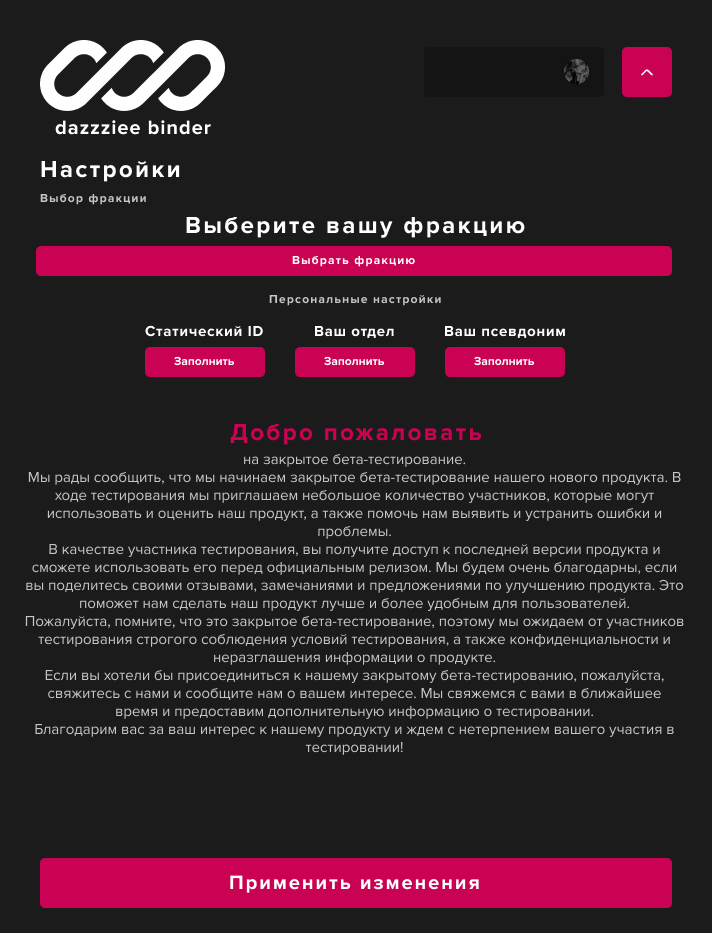 dazzziee binder
Настройки
Выбор фракции
Выберите вашу фракцию
Выбрать фракцию
Персональные настройки
Статический ID
Ваш отдел
Ваш псевдоним
Заполнить
Заполнить
Заполнить
Добро пожаловать
на закрытое бета-тестирование.
Мы рады сообщить, что мы начинаем закрытое бета-тестирование нашего нового продукта. В
ходе тестирования мы приглашаем небольшое количество участников, которые могут
использовать и оценить наш продукт, а также помочь нам выявить и устранить ошибки и
проблемы.
В качестве участника тестирования, вы получите доступ к последней версии продукта и
сможете использовать его перед официальным релизом. Мы будем очень благодарны, если
вы поделитесь своими отзывами, замечаниями и предложениями по улучшению продукта. Это
поможет нам сделать наш продукт лучше и более удобным для пользователей.
Пожалуйста, помните, что это закрытое бета-тестирование, поэтому мы ожидаем от участников
тестирования строгого соблюдения условий тестирования, а также конфиденциальности и
неразглашения информации о продукте.
Если вы хотели бы присоединиться к нашему закрытому бета-тестированию, пожалуйста,
свяжитесь с нами и сообщите нам о вашем интересе. Мы свяжемся с вами в ближайшее
время и предоставим дополнительную информацию о тестировании.
Благодарим вас за ваш интерес к нашему продукту и ждем с нетерпением вашего участия в
тестировании!
Применить изменения